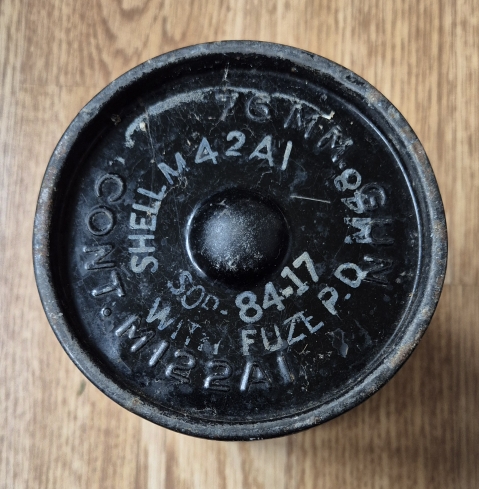 76 MM GUN
CONT. M122A1
SHELL M42A1
WITH FUZE P.D. M48
84-17